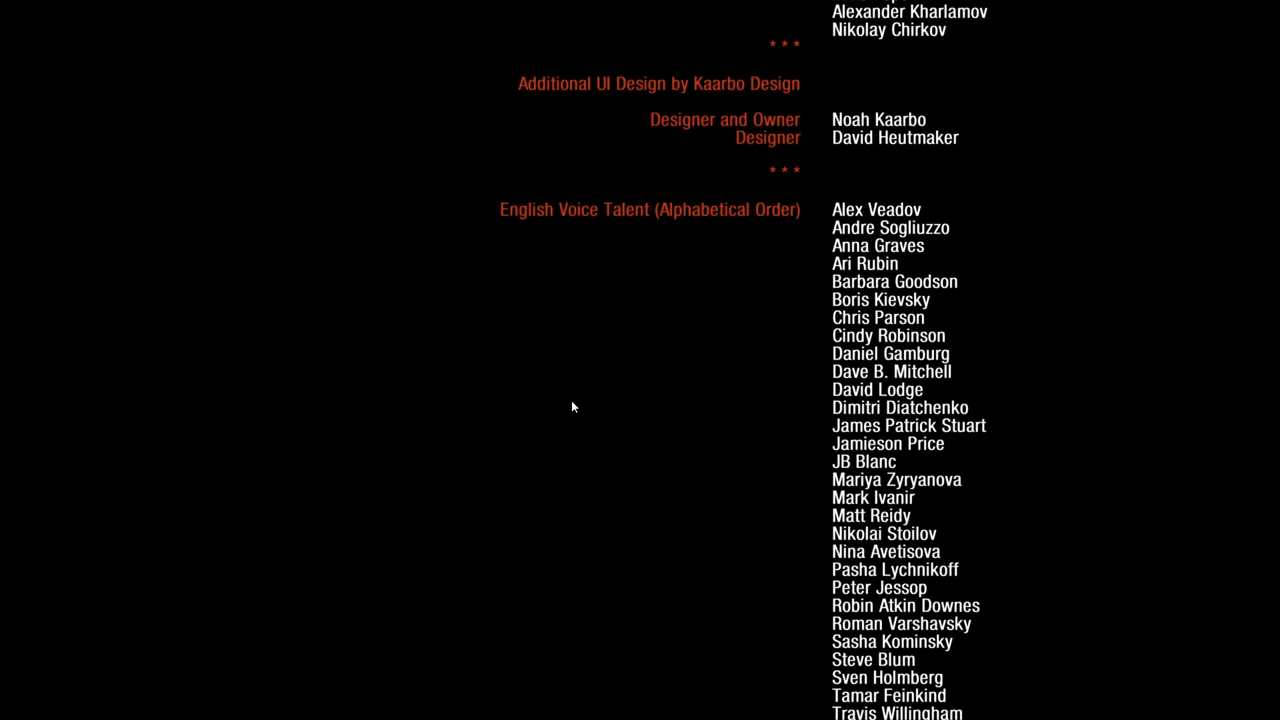 Alexander Kharlamov
Nikolay Chirkov
* * *
Additional UI Design by Kaarbo Design
Designer and Owner Noah Kaarbo
Designer David Heutmaker
* * *
English Voice Talent (Alphabetical Order) Alex Veadov
Andre Sogliuzzo
Anna Graves
Ari Rubin
Barbara Goodson
Boris Kievsky
Chris Parson
Cindy Robinson
Daniel Gamburg
Dave B. Mitchell
David Lodge
Dimitri Diatchenko
James Patrick Stuart
Jamieson Price
JB Blanc
Mariya Zyryanova
Mark Ivanir
Matt Reidy
Nikolai Stoilov
Nina Avetisova
Pasha Lychnikoff
Peter Jessop
Robin Atkin Downes
Roman Varshavsky
Sasha Kominsky
Steve Blum
Sven Holmberg
Tamar Feinkind
Travis Willingham